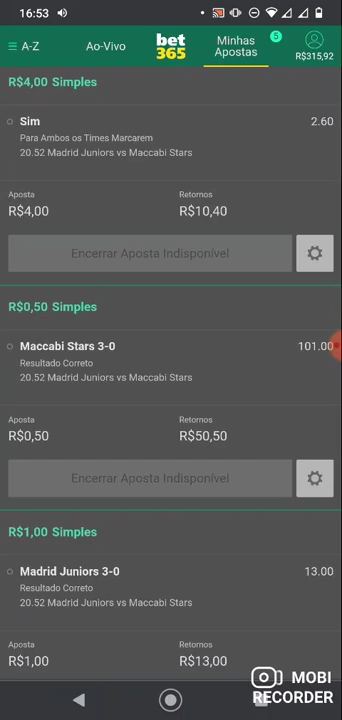 16:53
A-Z
Ao-Vivo
bet
365
Minhas
Apostas
5
R$315,92
R$4,00 Simples
Sim
2.60
Para Ambos os Times Marcarem
20.52 Madrid Juniors vs Maccabi Stars
Aposta
Retornos
R$4,00
R$10,40
Encerrar Aposta Indisponível
R$0,50 Simples
Maccabi Stars 3-0
101.00
Resultado Correto
20.52 Madrid Juniors vs Maccabi Stars
Aposta
Retornos
R$0,50
R$50,50
Encerrar Aposta Indisponível
R$1,00 Simples
Madrid Juniors 3-0
13.00
Resultado Correto
20.52 Madrid Juniors vs Maccabi Stars
Aposta
Retornos
R$1,00
R$13,00
MOBI
RECORDER